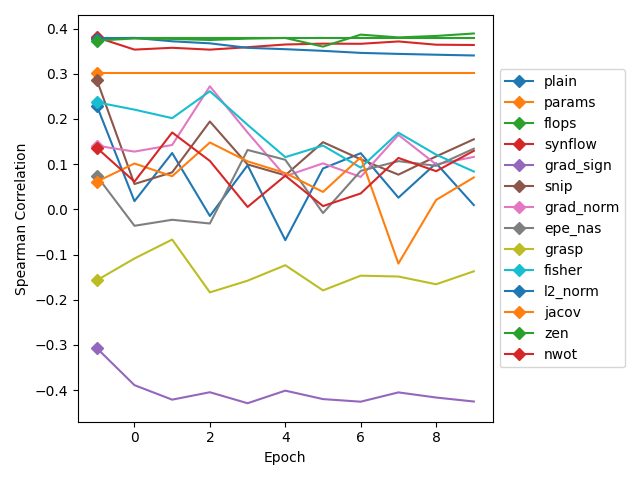 0.4
0.3
0.2
0.1
0.0
−0.1
−0.2
−0.3
−0.4
Spearman Correlation
0 2 4 6 8
Epoch
plain
params
flops
synflow
grad_sign
snip
grad_norm
epe_nas
grasp
fisher
l2_norm
jacov
zen
nwot